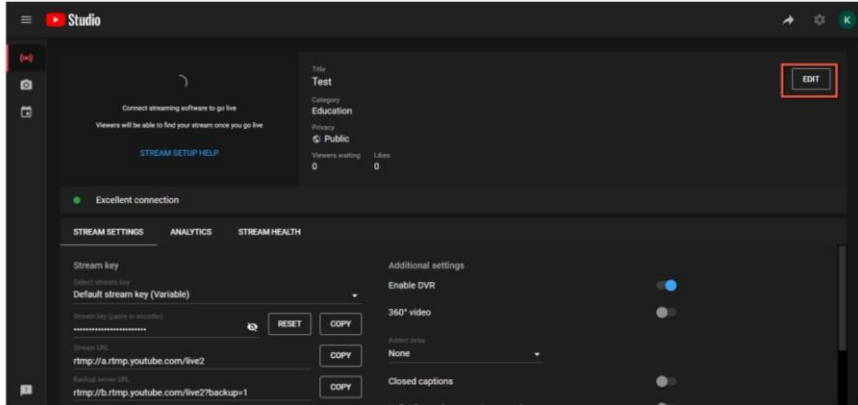 Studio
K
Title
Test
EDIT
Category
Education
Connect streaming software to go live
Viewers will be able to find your stream once you go live
Privacy
Public
STREAM SETUP HELP
Viewers waiting Likes
0 0
Excellent connection
STREAM SETTINGS ANALYTICS STREAM HEALTH
Stream key
Select stream key
Default stream key (Variable)
Stream key (paste in encoder)
RESET COPY
Stream URL
rtmp://a.rtmp.youtube.com/live2
COPY
Backup server URL
rtmp://b.rtmp.youtube.com/live2?backup=1
COPY
Additional settings
Enable DVR
360° video
Added delay
None
Closed captions